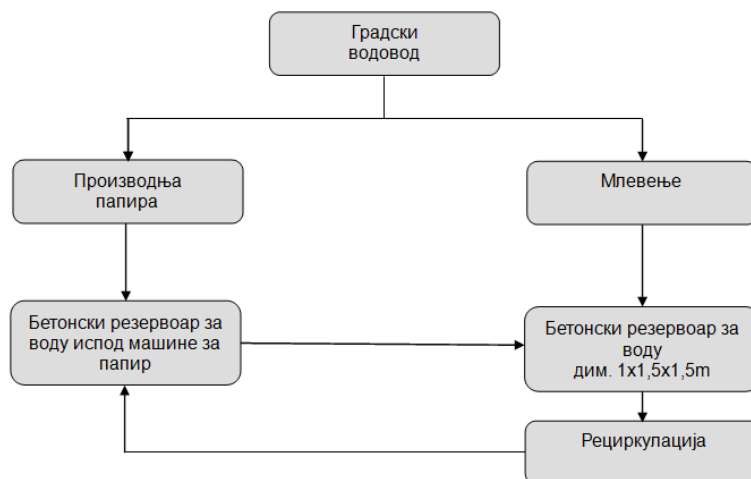 Градски
водовод
Производња
папира
Млевење
Бетонски резервоар за
воду испод машине за
папир
Бетонски резервоар за
воду
дим. 1x1,5x1,5m
Рециркулација